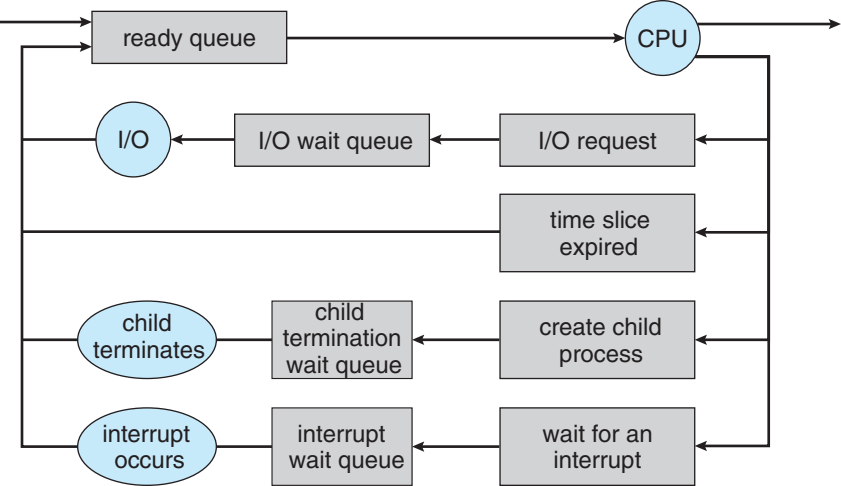 ready queue
CPU
I/O
I/O wait queue
I/O request
time slice
expired
child
terminates
child
termination
wait queue
create child
process
interrupt
occurs
interrupt
wait queue
wait for an
interrupt